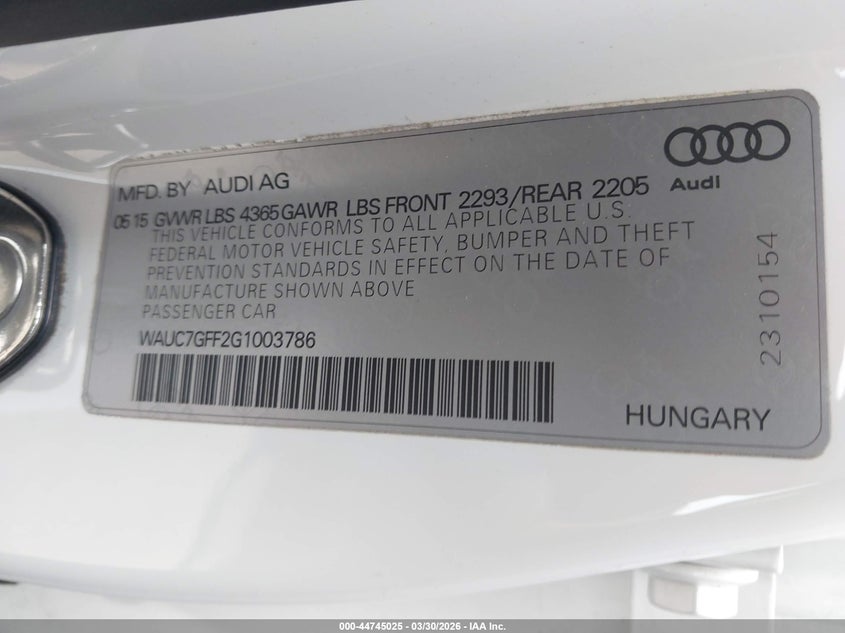 MFD. BY AUDI AG
Audi
05 15 GVWR LBS 4365 GAWR LBS FRONT 2293/REAR 2205
THIS VEHICLE CONFORMS TO ALL APPLICABLE U.S.
FEDERAL MOTOR VEHICLE SAFETY, BUMPER AND THEFT
PREVENTION STANDARDS IN EFFECT ON THE DATE OF
MANUFACTURE SHOWN ABOVE
PASSENGER CAR
WAUC7GFF2G1003786
2310154
HUNGARY
000-44745025 | 03/30/2026 - IAA Inc.